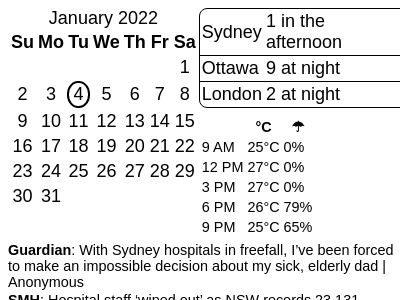 January 2022
Su Mo Tu We Th Fr Sa
1
2 3 4 5 6 7 8
9 10 11 12 13 14 15
16 17 18 19 20 21 22
23 24 25 26 27 28 29
30 31
Sydney 1 in the
afternoon
Ottawa 9 at night
London 2 at night
°C ☂
9 AM 25°C 0%
12 PM 27°C 0%
3 PM 27°C 0%
6 PM 26°C 79%
9 PM 25°C 65%
Guardian: With Sydney hospitals in freefall, I've been forced
to make an impossible decision about my sick, elderly dad |
Anonymous
SMH: Hospital staff 'wiped out' as NSW records 23,131